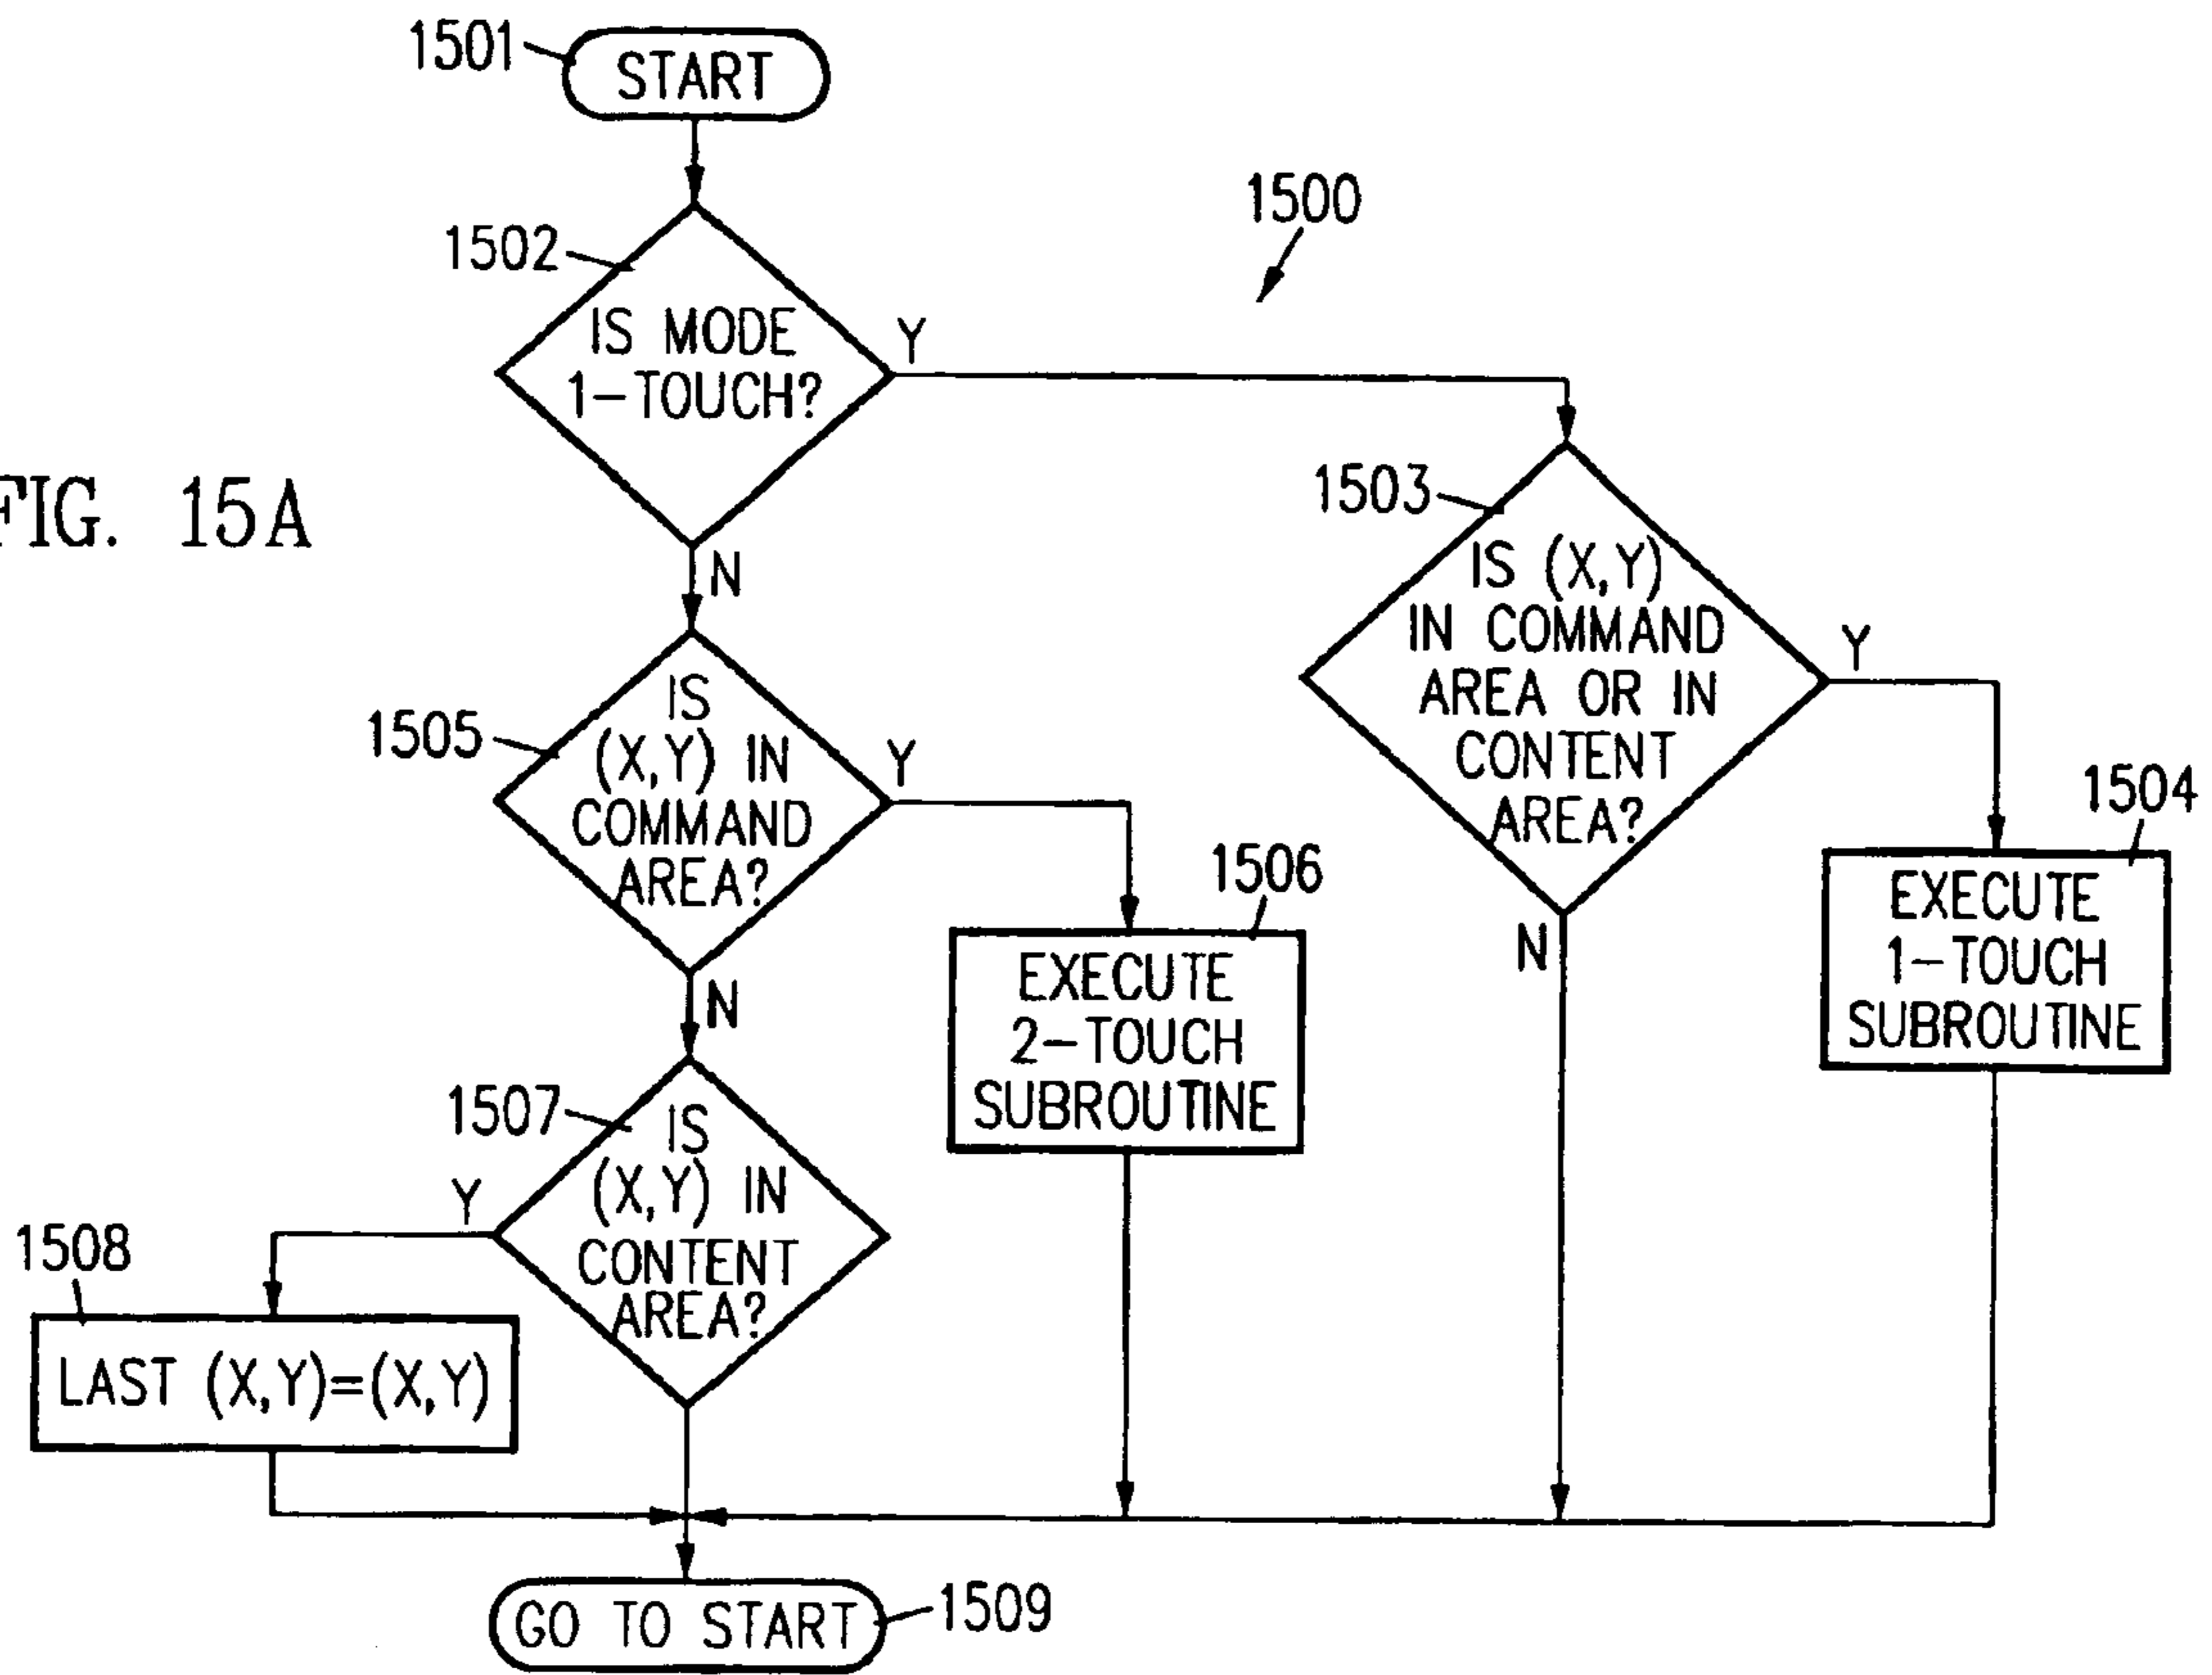 1501
START
1500
1502
IS MODE
1-TOUCH?
Y
N
FIG. 15A
1503
IS (X,Y)
IN COMMAND
AREA OR IN
CONTENT
AREA?
Y
N
1504
EXECUTE
1-TOUCH
SUBROUTINE
1505
IS
(X,Y) IN
COMMAND
AREA?
Y
N
1506
EXECUTE
2-TOUCH
SUBROUTINE
1507
IS
(X,Y) IN
CONTENT
AREA?
Y
1508
LAST (X,Y)=(X,Y)
GO TO START
1509